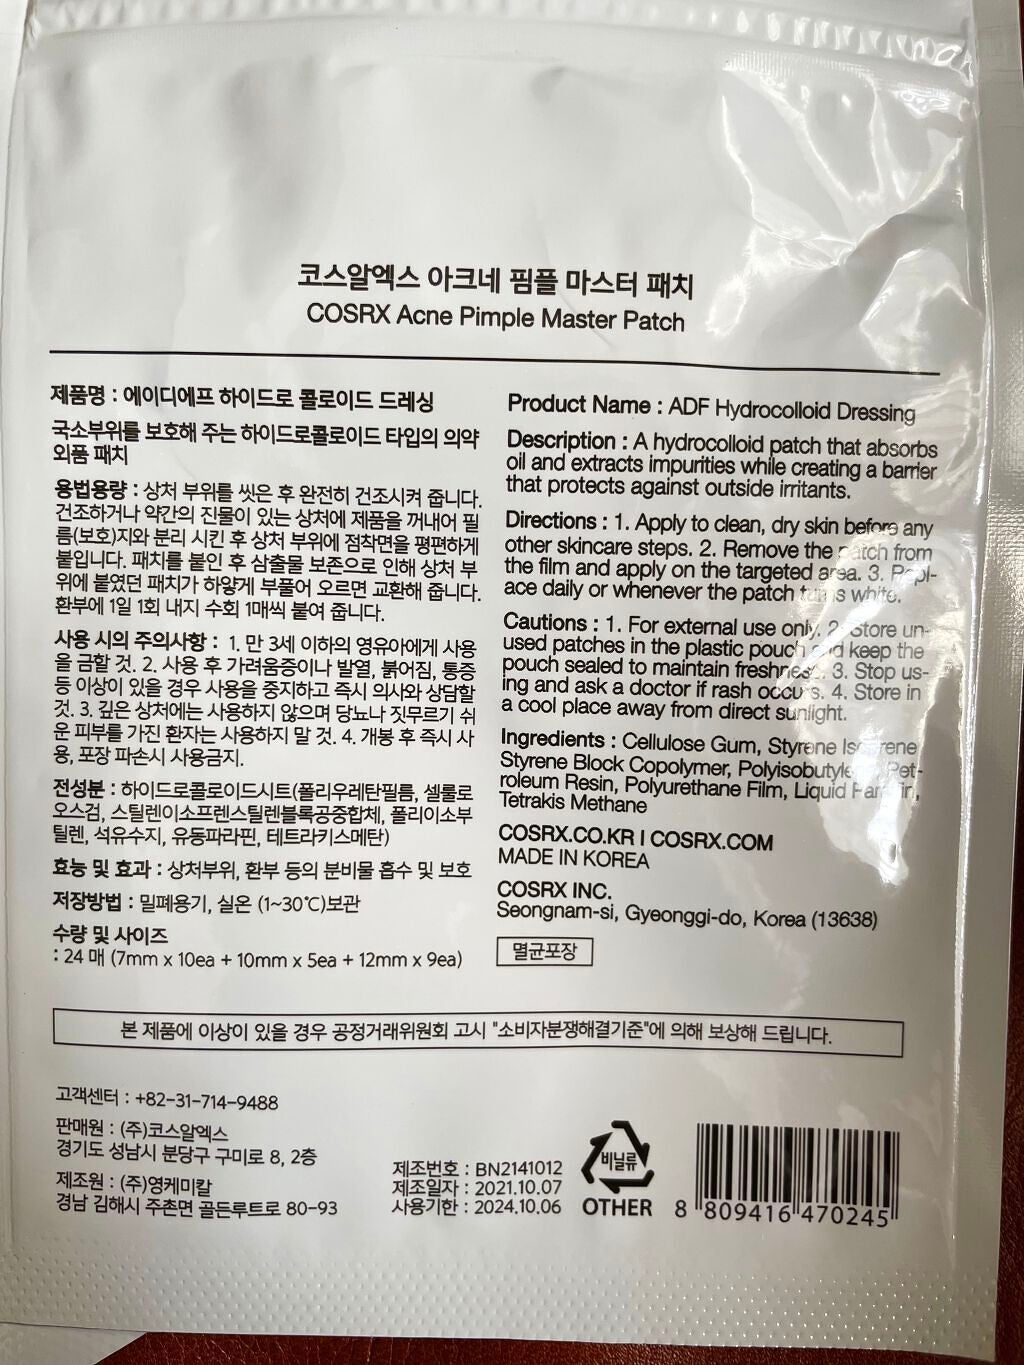 코스알엑스 아크네 핌플 마스터 패치
COSRX Acne Pimple Master Patch
제품명 : 에이디에프 하이드로 콜로이드 드레싱
국소부위를 보호해 주는 하이드로콜로이드 타입의 의약
외품 패치
용법용량 : 상처 부위를 씻은 후 완전히 건조시켜 줍니다.
건조하거나 약간의 진물이 있는 상처에 제품을 꺼내어 필
름(보호)지와 분리 시킨 후 상처 부위에 점착면을 평편하게
붙입니다. 패치를 붙인 후 삼출물 보존으로 인해 상처 부
위에 붙였던 패치가 하얗게 부풀어 오르면 교환해 줍니다.
환부에 1일 1회 내지 수회 1매씩 붙여 줍니다.
사용 시의 주의사항 : 1. 만 3세 이하의 영유아에게 사용
을 금할 것. 2. 사용 후 가려움증이나 발열, 붉어짐, 통증
등 이상이 있을 경우 사용을 중지하고 즉시 의사와 상담할
것. 3. 깊은 상처에는 사용하지 않으며 당뇨나 짓무르기 쉬
운 피부를 가진 환자는 사용하지 말 것. 4. 개봉 후 즉시 사
용, 포장 파손시 사용금지.
전성분 : 하이드로콜로이드시트(폴리우레탄필름, 셀룰로
오스검, 스틸렌이소프렌스틸렌블록공중합체, 폴리이소부
틸렌, 석유수지, 유동파라핀, 테트라키스메탄)
효능 및 효과 : 상처부위, 환부 등의 분비물 흡수 및 보호
저장방법 : 밀폐용기, 실온 (1~30℃)보관
수량 및 사이즈
: 24 매 (7mm x 10ea + 10mm x 5ea + 12mm x 9ea)
Product Name : ADF Hydrocolloid Dressing
Description : A hydrocolloid patch that absorbs
oil and extracts impurities while creating a barrier
that protects against outside irritants.
Directions : 1. Apply to clean, dry skin before any
other skincare steps. 2. Remove the patch from
the film and apply on the targeted area. 3. Repl-
ace daily or whenever the patch turns white.
Cautions : 1. For external use only. 2. Store un-
used patches in the plastic pouch and keep the
pouch sealed to maintain freshness. 3. Stop us-
ing and ask a doctor if rash occurs. 4. Store in
a cool place away from direct sunlight.
Ingredients : Cellulose Gum, Styrene Isoprene
Styrene Block Copolymer, Polyisobutylene, Pet-
roleum Resin, Polyurethane Film, Liquid Paraffin,
Tetrakis Methane
COSRX.CO.KR I COSRX.COM
MADE IN KOREA
COSRX INC.
Seongnam-si, Gyeonggi-do, Korea (13638)
멸균포장
본 제품에 이상이 있을 경우 공정거래위원회 고시 "소비자분쟁해결기준"에 의해 보상해 드립니다.
고객센터 : +82-31-714-9488
판매원 : (주)코스알엑스
경기도 성남시 분당구 구미로 8, 2층
제조원 : (주)영케미칼
경남 김해시 주촌면 골든루트로 80-93
제조번호 : BN2141012
제조일자 : 2021.10.07
사용기한 : 2024.10.06
비닐류
OTHER
8 809416 470245